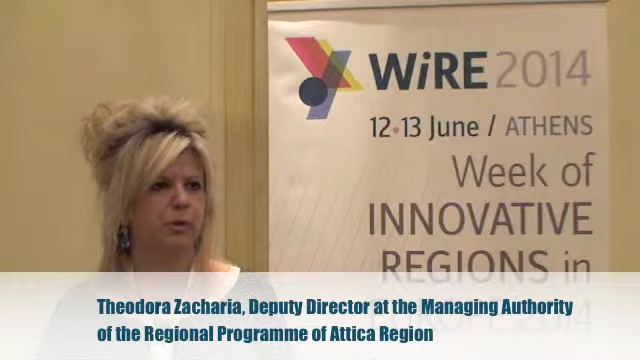 WiRE 2014
12•13 June / ATHENS
Week of
INNOVATIVE
REGIONS in
2014
Theodora Zacharia, Deputy Director at the Managing Authority
of the Regional Programme of Attica Region